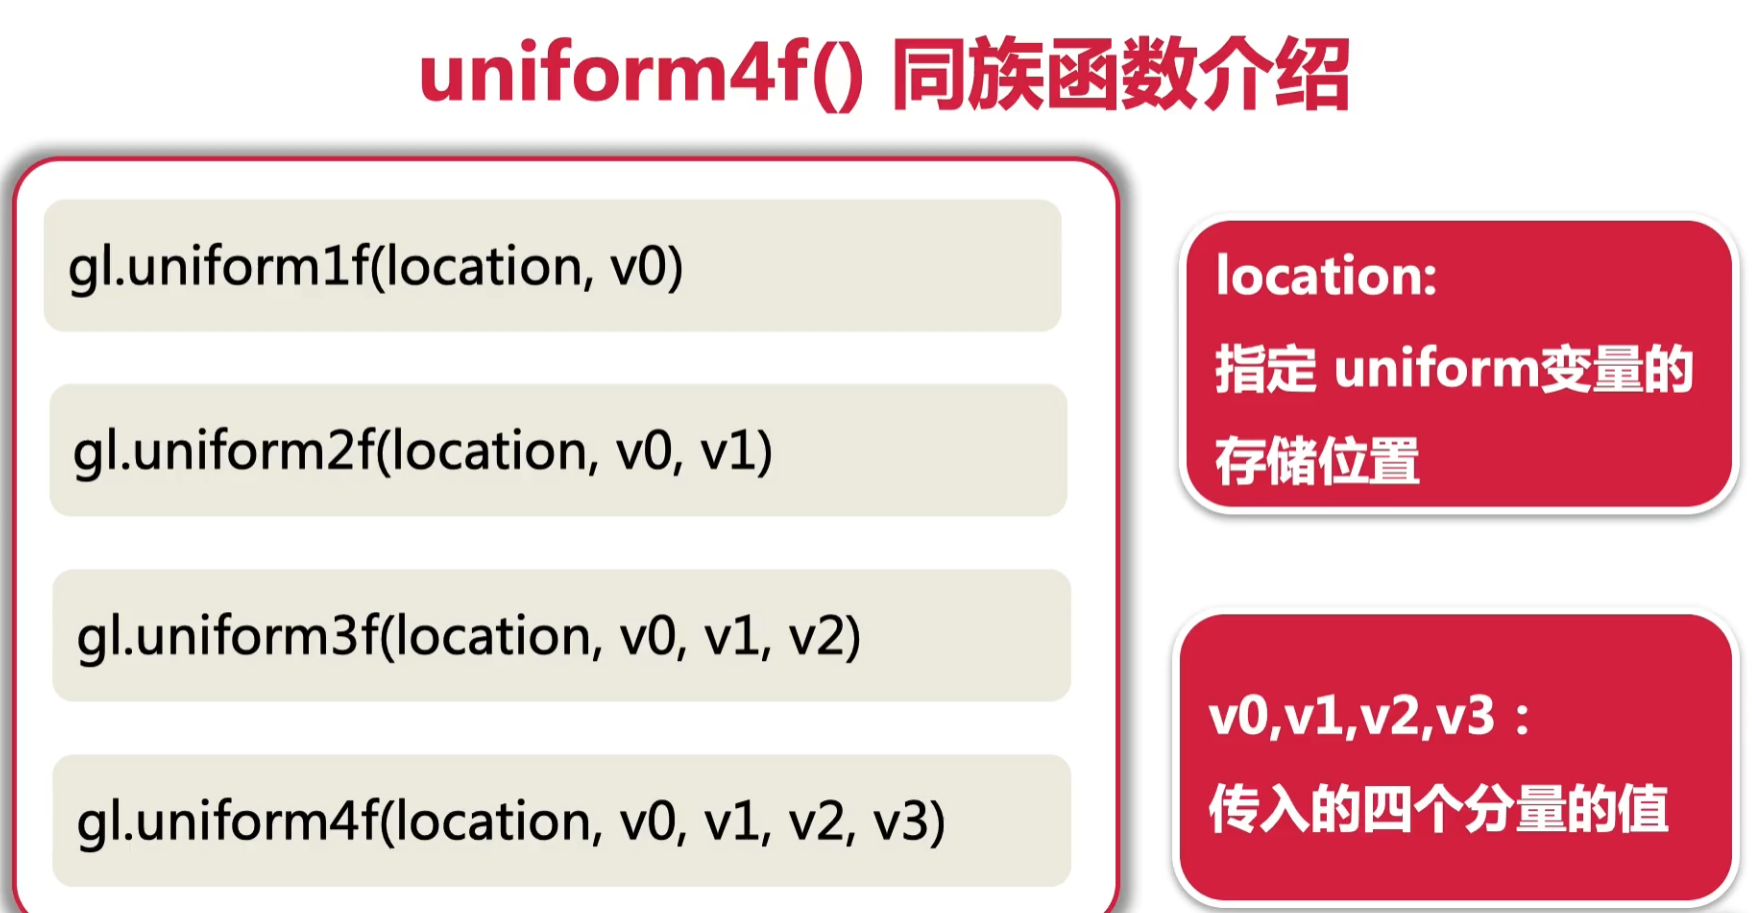 uniform4f() 同族函数介绍
gl.uniform1f(location, v0)
gl.uniform2f(location, v0, v1)
gl.uniform3f(location, v0, v1, v2)
gl.uniform4f(location, v0, v1, v2, v3)
location:
指定 uniform变量的
存储位置
v0,v1,v2,v3：
传入的四个分量的值